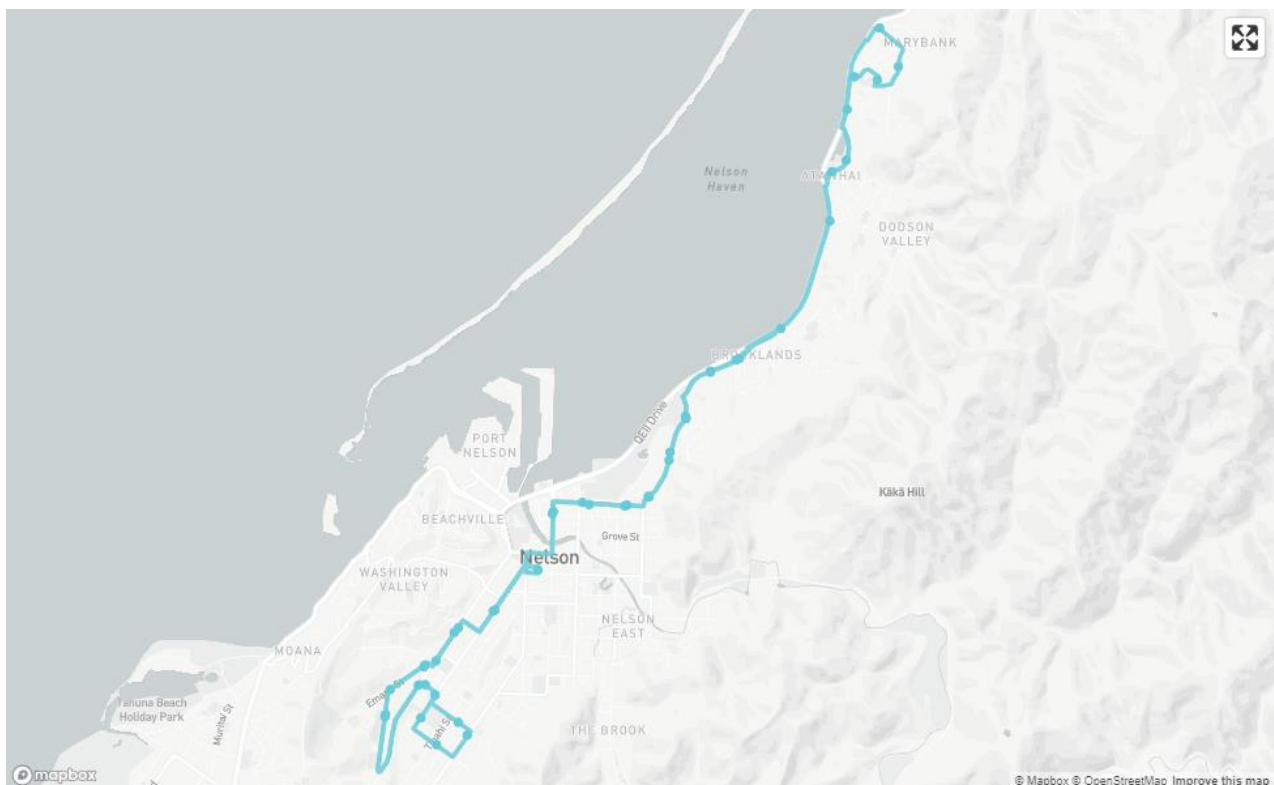 MARYBANK
Nelson
Haven
DODSON
VALLEY
BROOKLANDS
QEII Drive
PORT
NELSON
Kākā Hill
BEACHVILLE
Grove St
Nelson
WASHINGTON
VALLEY
NELSON
EAST
MOANA
Tahuna Beach
Holiday Park
THE BROOK
mapbox
© Mapbox © OpenStreetMap Improve this map